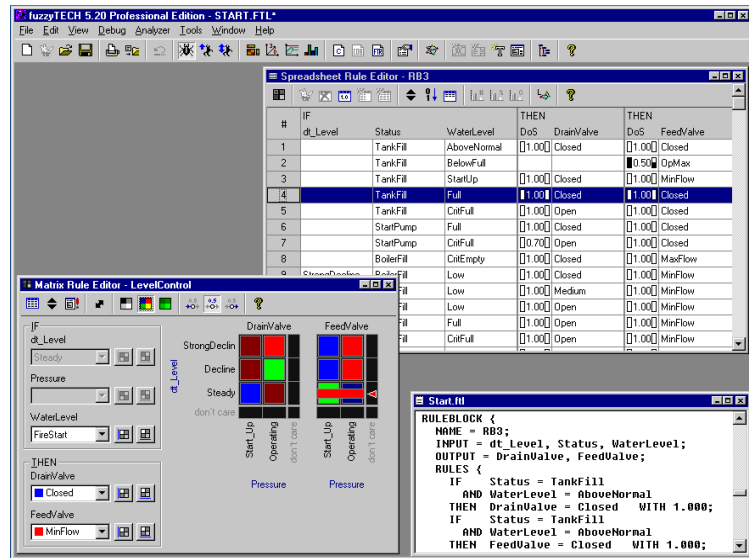 fuzzyTECH 5.20 Professional Edition - START.FTL*
File Edit View Debug Analyzer Tools Window Help
Spreadsheet Rule Editor - RB3
IF THEN THEN
# dt_Level Status WaterLevel DoS DrainValve DoS FeedValve
1 TankFill AboveNormal 1.00 Closed 1.00 Closed
2 TankFill BelowFull 0.50 OpMax
3 TankFill StartUp 1.00 Closed 1.00 MinFlow
4 TankFill Full 1.00 Closed 1.00 Closed
5 TankFill CritFull 1.00 Open 1.00 Closed
6 StartPump Full 1.00 Closed 1.00 Closed
7 StartPump CritFull 0.70 Open 1.00 Closed
8 BoilerFill CritEmpty 1.00 Closed 1.00 MaxFlow
9 StrongDecline BoilerFill Low 1.00 Closed 1.00 MinFlow
Fill Low 1.00 Medium 1.00 MinFlow
Fill Low 1.00 Open 1.00 MinFlow
Fill Full 1.00 Open 1.00 MinFlow
Fill CritFull 1.00 Open 1.00 MinFlow
Matrix Rule Editor - LevelControl
IF
dt_Level
Steady
Pressure
WaterLevel
FireStart
THEN
DrainValve
Closed
FeedValve
MinFlow
DrainValve FeedValve
dt_Level
StrongDeclin
Decline
Steady
don't care
Start_Up Operating don't care Start_Up Operating don't care
Pressure Pressure
Start.ftl
RULEBLOCK {
NAME = RB3;
INPUT = dt_Level, Status, WaterLevel;
OUTPUT = DrainValve, FeedValve;
RULES {
IF Status = TankFill
AND WaterLevel = AboveNormal
THEN DrainValve = Closed WITH 1.000;
IF Status = TankFill
AND WaterLevel = AboveNormal
THEN FeedValve = Closed WITH 1.000;